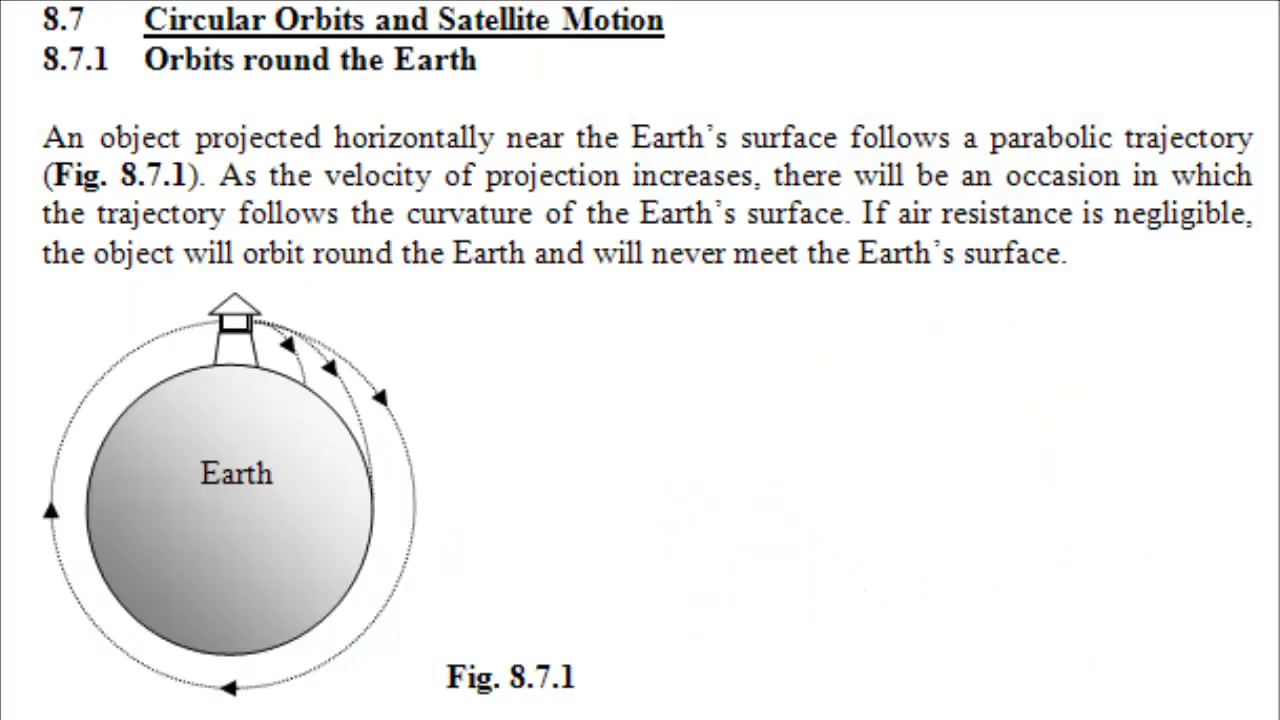 8.7 Circular Orbits and Satellite Motion
8.7.1 Orbits round the Earth
An object projected horizontally near the Earth's surface follows a parabolic trajectory
(Fig. 8.7.1). As the velocity of projection increases, there will be an occasion in which
the trajectory follows the curvature of the Earth's surface. If air resistance is negligible,
the object will orbit round the Earth and will never meet the Earth's surface.
Earth
Fig. 8.7.1